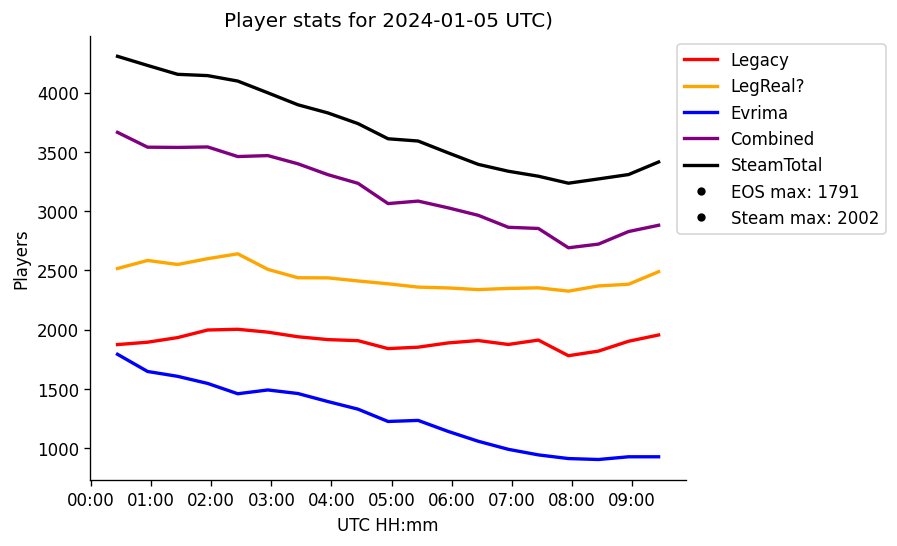 Player stats for 2024-01-05 UTC)
Legacy
LegReal?
Evrima
Combined
SteamTotal
EOS max: 1791
Steam max: 2002
Players
4000
3500
3000
2500
2000
1500
1000
00:00 01:00 02:00 03:00 04:00 05:00 06:00 07:00 08:00 09:00
UTC HH:mm